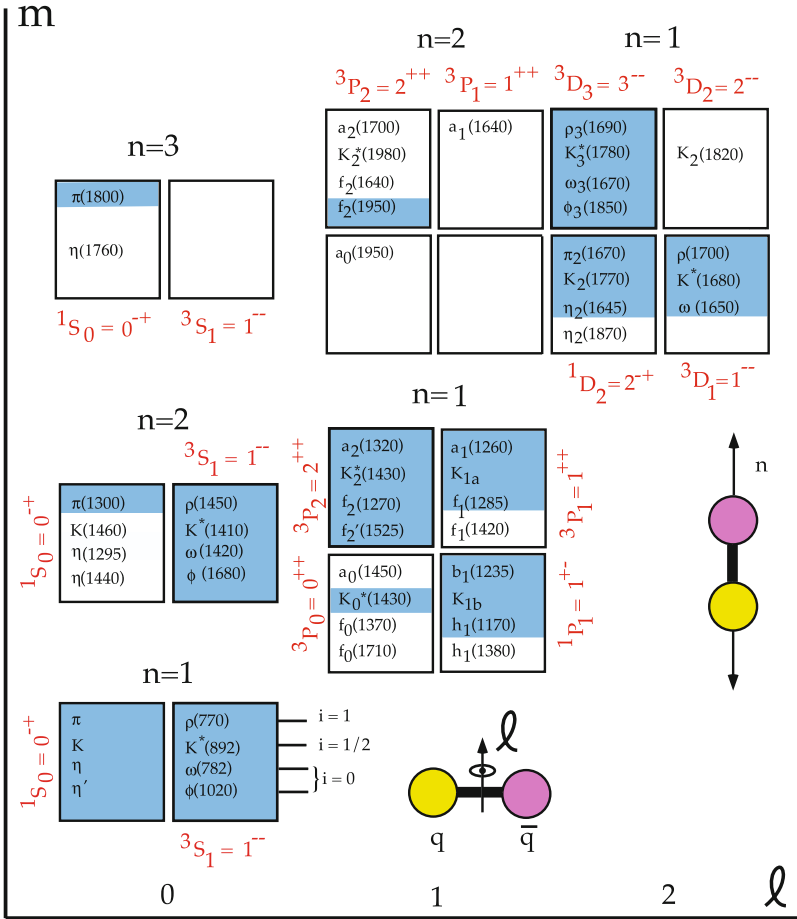 m
n=2
n=1
³P₂ = 2⁺⁺
³P₁ = 1⁺⁺
³D₃ = 3⁻⁻
³D₂ = 2⁻⁻
a₂(1700)
K₂*(1980)
f₂(1640)
f₂(1950)
a₁(1640)
ρ₃(1690)
K₃*(1780)
ω₃(1670)
ϕ₃(1850)
K₂(1820)
n=3
π(1800)
η(1760)
¹S₀ = 0⁻⁺
³S₁ = 1⁻⁻
a₀(1950)
π₂(1670)
K₂(1770)
η₂(1645)
η₂(1870)
ρ(1700)
K*(1680)
ω (1650)
¹D₂ = 2⁻⁺
³D₁ = 1⁻⁻
n=2
³S₁ = 1⁻⁻
¹S₀ = 0⁻⁺
π(1300)
K(1460)
η(1295)
η(1440)
ρ(1450)
K*(1410)
ω(1420)
ϕ (1680)
n=1
³P₂ = 2⁺⁺
a₂(1320)
K₂*(1430)
f₂(1270)
f₂′(1525)
a₁(1260)
K₁ₐ
f₁(1285)
f₁(1420)
³P₁ = 1⁺⁺
³P₀ = 0⁺⁺
a₀(1450)
K₀*(1430)
f₀(1370)
f₀(1710)
b₁(1235)
K₁b
h₁(1170)
h₁(1380)
¹P₁ = 1⁺⁻
n
n=1
¹S₀ = 0⁻⁺
π
K
η
η′
ρ(770)
K*(892)
ω(782)
ϕ(1020)
i = 1
i = 1/2
} i = 0
³S₁ = 1⁻⁻
ℓ
q
q̄
0
1
2
ℓ